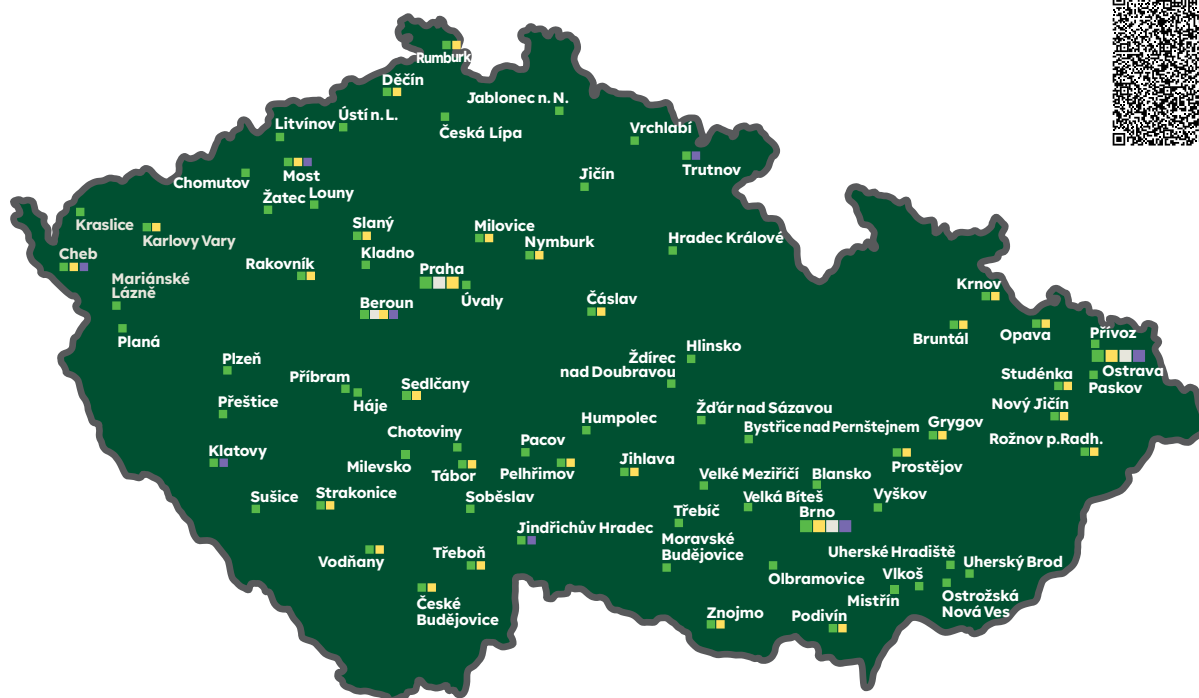 Rumburk
Děčín
Jablonec n. N.
Ústí n. L.
Litvínov
Česká Lípa
Vrchlabí
Most
Trutnov
Chomutov
Jičín
Žatec
Louny
Kraslice
Slaný
Milovice
Karlovy Vary
Nymburk
Hradec Králové
Cheb
Kladno
Rakovník
Praha
Mariánské
Lázně
Krnov
Úvaly
Beroun
Čáslav
Přívoz
Opava
Bruntál
Planá
Hlinsko
Plzeň
Ždírec
nad Doubravou
Ostrava
Studénka
Příbram
Sedlčany
Paskov
Přeštice
Háje
Nový Jičín
Žďár nad Sázavou
Humpolec
Grygov
Bystřice nad Pernštejnem
Chotoviny
Pacov
Rožnov p.Radh.
Klatovy
Jihlava
Milevsko
Prostějov
Tábor
Pelhřimov
Velké Meziříčí
Blansko
Sušice
Strakonice
Soběslav
Velká Bíteš
Vyškov
Třebíč
Brno
Jindřichův Hradec
Moravské
Budějovice
Vodňany
Třeboň
Uherské Hradiště
Uherský Brod
Olbramovice
Vlkoš
Mistřín
Ostrožská
Nová Ves
České
Budějovice
Znojmo
Podivín